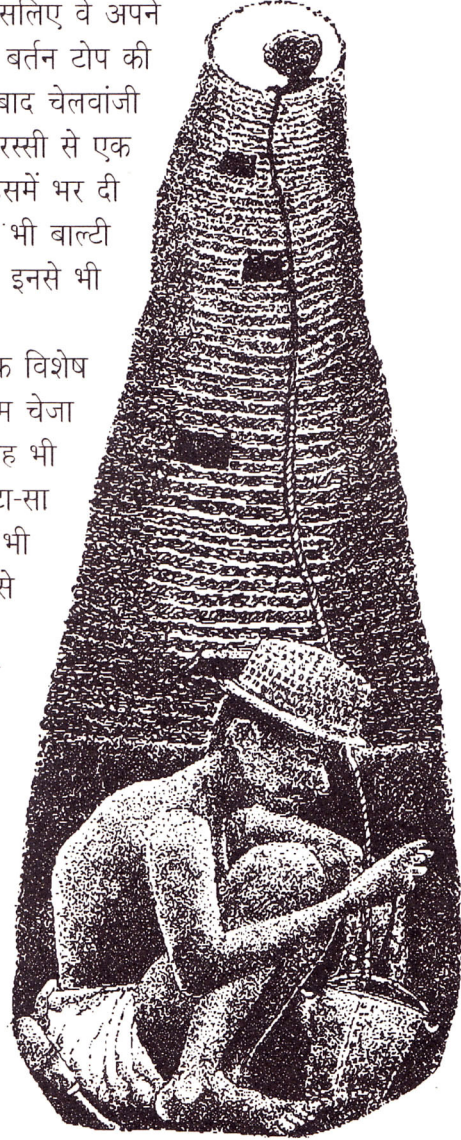 सलिए वे अपने
बर्तन टोप की
बाद चेलवांजी
रस्सी से एक
समें भर दी
भी बाल्टी
इनसे भी
क विशेष
म चेजा
ह भी
टा-सा
भी
से